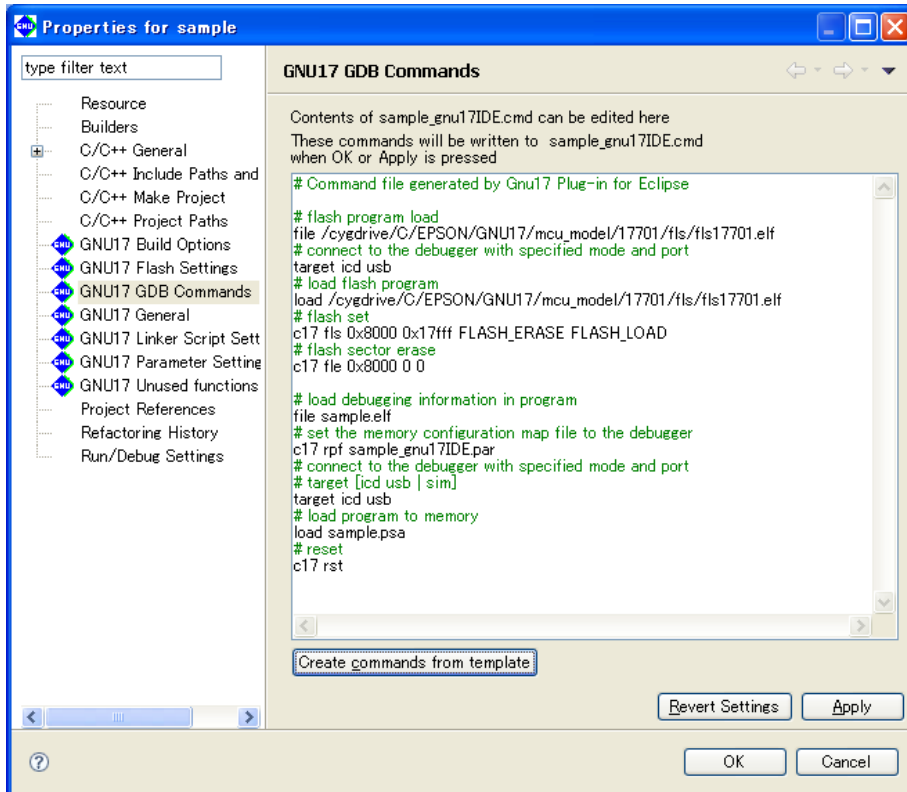 Properties for sample
type filter text
Resource
Builders
C/C++ General
C/C++ Include Paths and
C/C++ Make Project
C/C++ Project Paths
GNU17 Build Options
GNU17 Flash Settings
GNU17 GDB Commands
GNU17 General
GNU17 Linker Script Sett
GNU17 Parameter Setting
GNU17 Unused functions
Project References
Refactoring History
Run/Debug Settings
GNU17 GDB Commands
Contents of sample_gnu17IDE.cmd can be edited here
These commands will be written to sample_gnu17IDE.cmd
when OK or Apply is pressed
# Command file generated by Gnu17 Plug-in for Eclipse
# flash program load
file /cygdrive/C/EPSON/GNU17/mcu_model/17701/fls/fls17701.elf
# connect to the debugger with specified mode and port
target icd usb
# load flash program
load /cygdrive/C/EPSON/GNU17/mcu_model/17701/fls/fls17701.elf
# flash set
c17 fls 0x8000 0x17fff FLASH_ERASE FLASH_LOAD
# flash sector erase
c17 fle 0x8000 0 0
# load debugging information in program
file sample.elf
# set the memory configuration map file to the debugger
c17 rpf sample_gnu17IDE.par
# connect to the debugger with specified mode and port
# target [icd usb | sim]
target icd usb
# load program to memory
load sample.psa
# reset
c17 rst
Create commands from template
Revert Settings
Apply
OK
Cancel